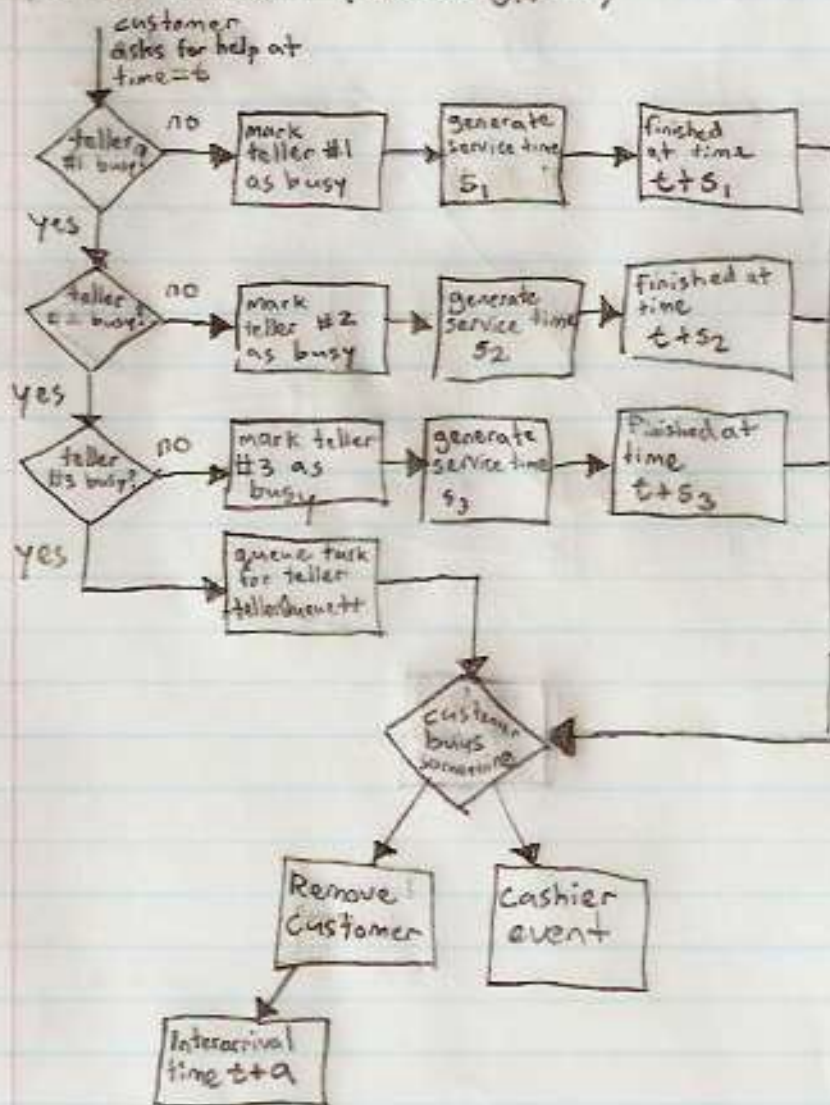 customer
asks for help at
time = t
teller
#1 busy?
no
mark
teller #1
as busy
generate
service time
S1
finished
at time
t + S1
yes
teller
#2 busy?
no
mark
teller #2
as busy
generate
service time
S2
finished at
time
t + S2
yes
teller
#3 busy?
no
mark teller
#3 as
busy
generate
service time
S3
Finished at
time
t + S3
yes
queue task
for teller
tellerQueue++
customer
buys
something
Remove
Customer
Cashier
event
Interarrival
time t + a